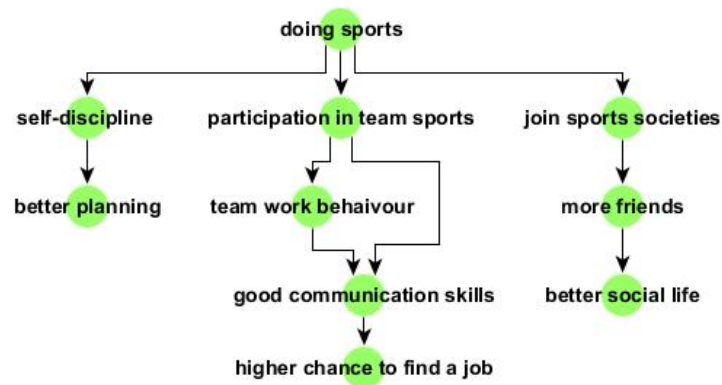 doing sports
self-discipline
participation in team sports
join sports societies
better planning
team work behaivour
more friends
good communication skills
better social life
higher chance to find a job